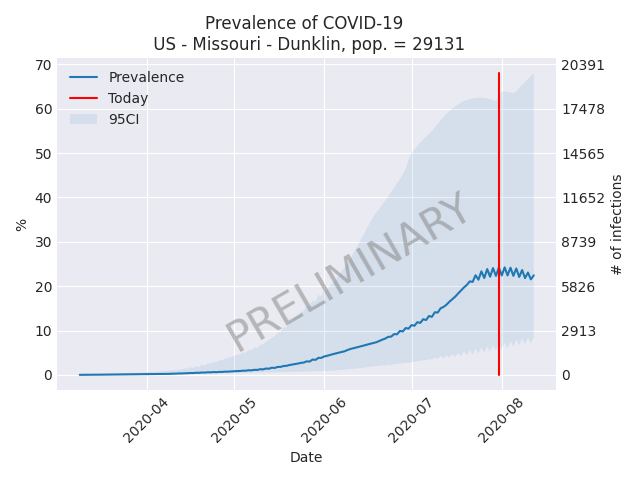 Prevalence of COVID-19
US - Missouri - Dunklin, pop. = 29131
Prevalence
Today
95CI
PRELIMINARY
%
70
60
50
40
30
20
10
0
20391
17478
14565
11652
8739
5826
2913
0
# of infections
2020-04
2020-05
2020-06
2020-07
2020-08
Date